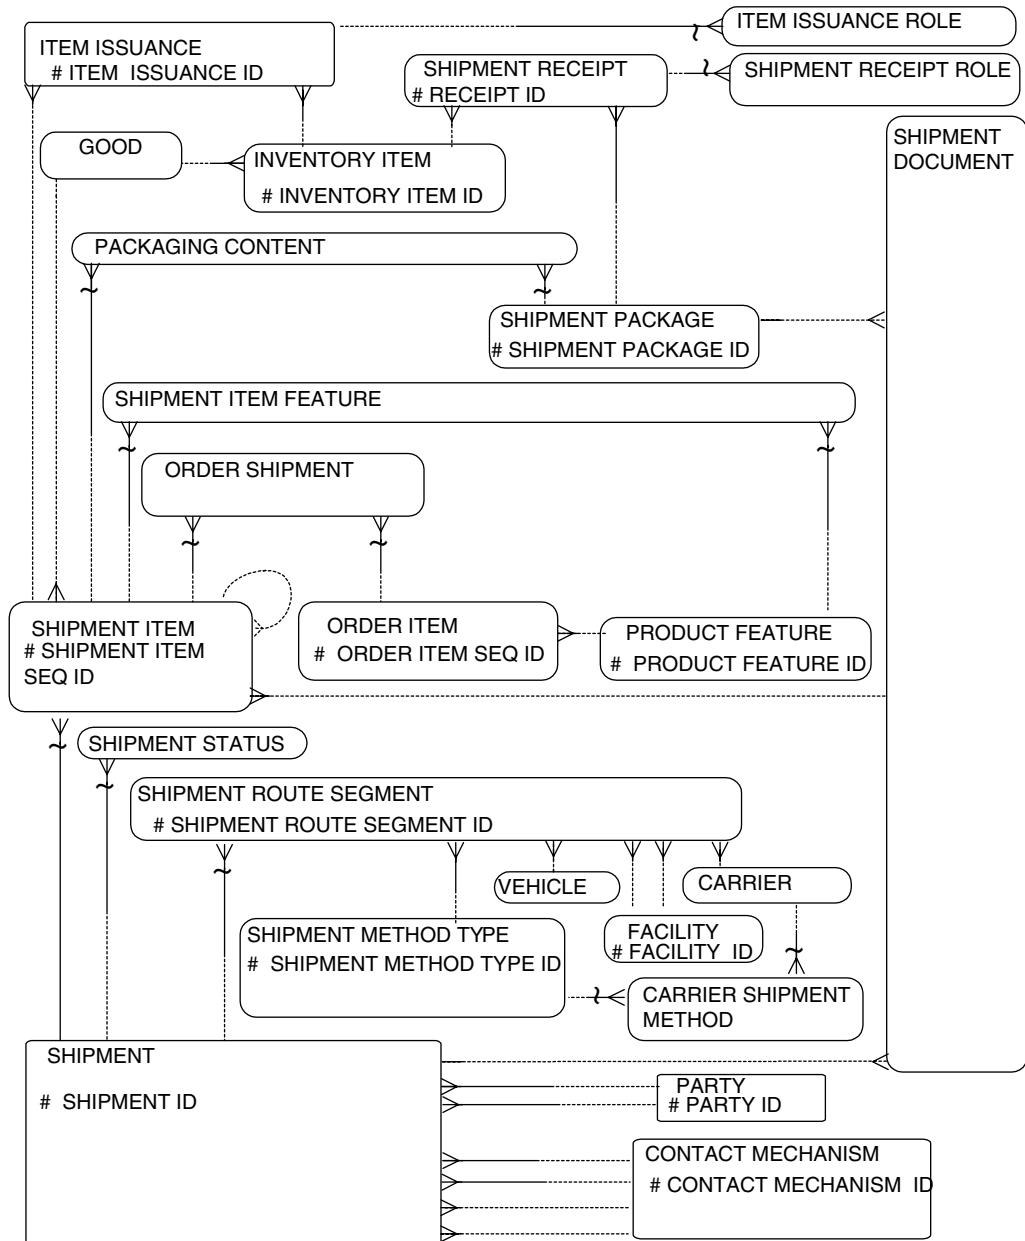 ITEM ISSUANCE ROLE
ITEM ISSUANCE
# ITEM ISSUANCE ID
SHIPMENT RECEIPT
# RECEIPT ID
SHIPMENT RECEIPT ROLE
SHIPMENT
DOCUMENT
GOOD
INVENTORY ITEM
# INVENTORY ITEM ID
PACKAGING CONTENT
SHIPMENT PACKAGE
# SHIPMENT PACKAGE ID
SHIPMENT ITEM FEATURE
ORDER SHIPMENT
SHIPMENT ITEM
# SHIPMENT ITEM
SEQ ID
ORDER ITEM
# ORDER ITEM SEQ ID
PRODUCT FEATURE
# PRODUCT FEATURE ID
SHIPMENT STATUS
SHIPMENT ROUTE SEGMENT
# SHIPMENT ROUTE SEGMENT ID
VEHICLE
CARRIER
SHIPMENT METHOD TYPE
# SHIPMENT METHOD TYPE ID
FACILITY
# FACILITY ID
CARRIER SHIPMENT
METHOD
SHIPMENT
# SHIPMENT ID
PARTY
# PARTY ID
CONTACT MECHANISM
# CONTACT MECHANISM ID